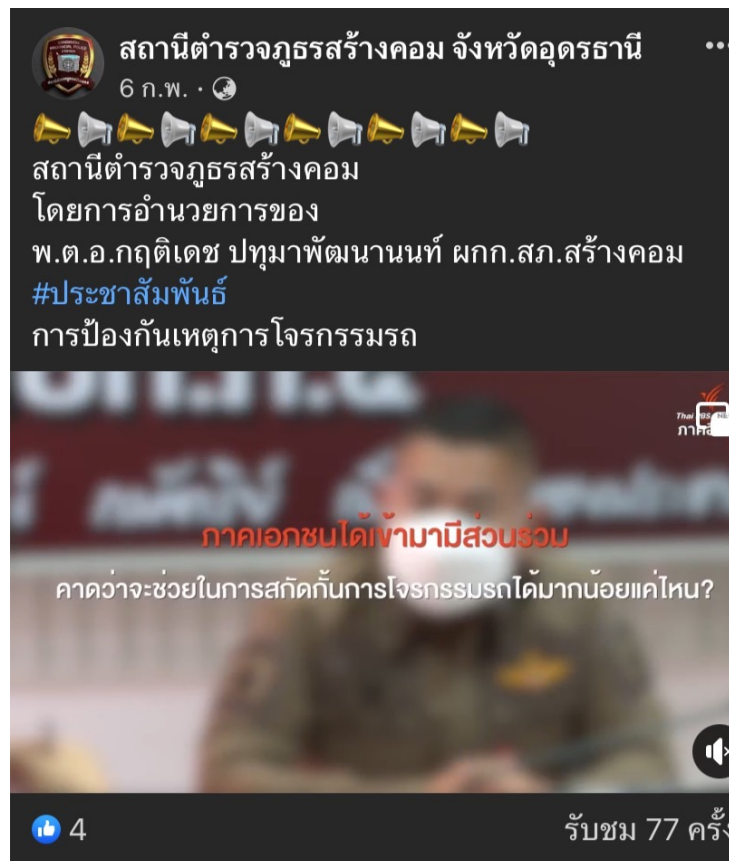 สถานีตำรวจภูธรสร้างคอม จังหวัดอุดรธานี
6 ก.พ.
สถานีตำรวจภูธรสร้างคอม
โดยการอำนวยการของ
พ.ต.อ.กฤติเดช ปทุมาพัฒนานนท์ ผกก.สภ.สร้างคอม
#ประชาสัมพันธ์
การป้องกันเหตุการโจรกรรมรถ
Thai PBS
ภาคเอกชนได้เข้ามามีส่วนร่วม
คาดว่าจะช่วยในการสกัดกั้นการโจรกรรมรถได้มากน้อยแค่ไหน?
4
รับชม 77 ครั้ง